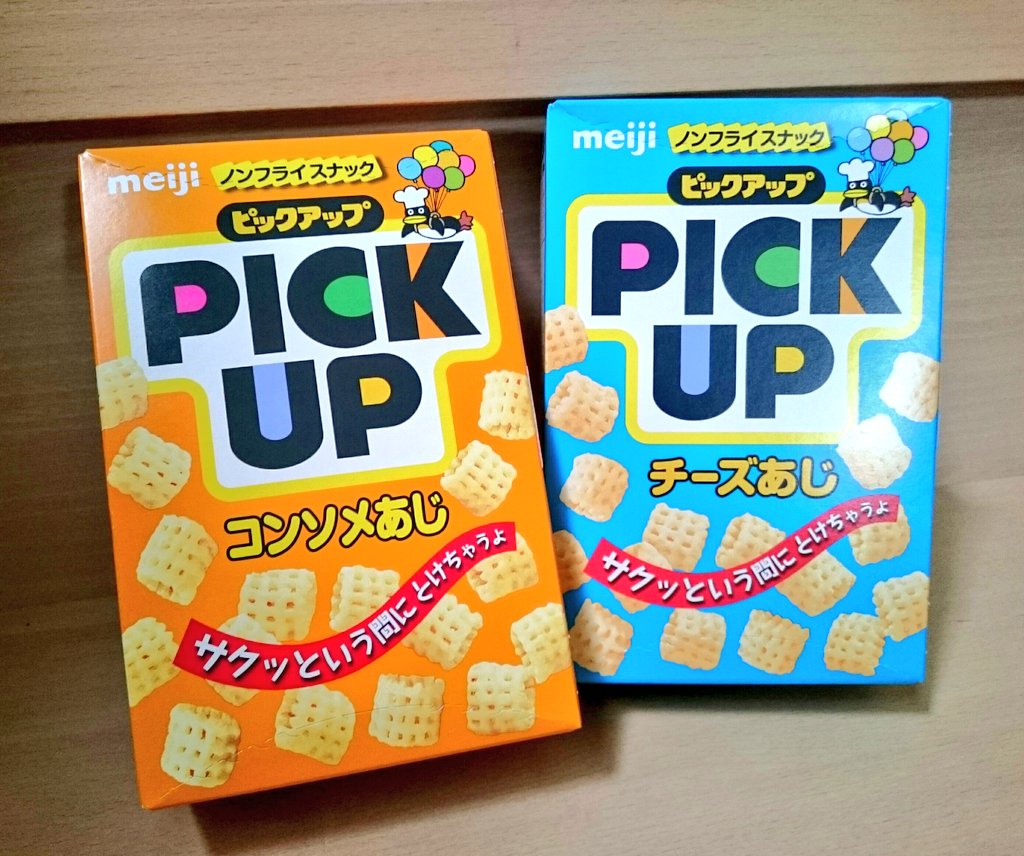 meiji ノンフライスナック
ピックアップ
PICK
UP
コンソメあじ
サクッという間に とけちゃうよ
meiji ノンフライスナック
ピックアップ
PICK
UP
チーズあじ
サクッという間に とけちゃうよ